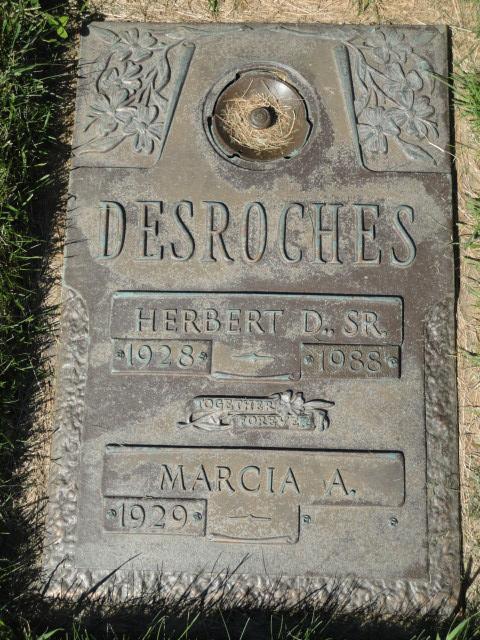 DESROCHES
HERBERT D., SR.
1928 1988
TOGETHER
FOREVER
MARCIA A.
1929